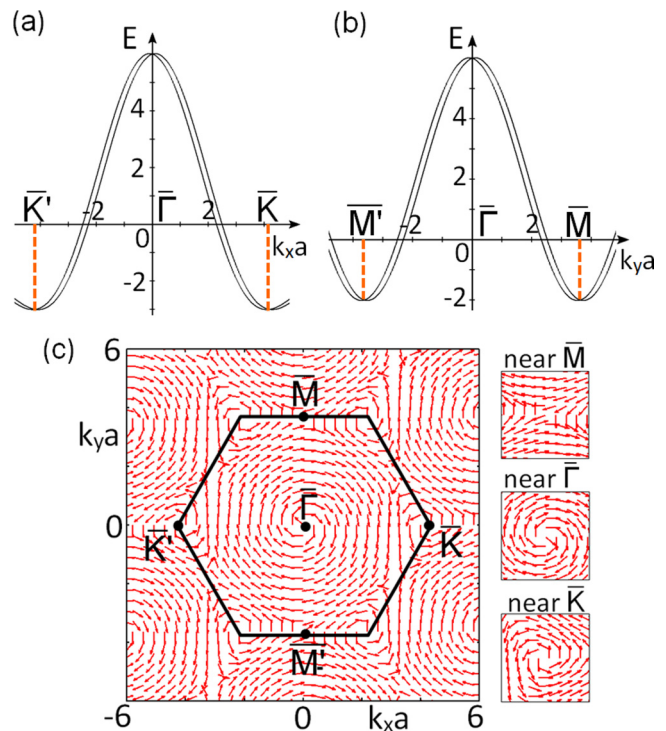 (a)
E
4
2
K̄'
-2
Γ̄
2
K̄
0
kxa
-2
(b)
E
4
2
M̄'
-2
Γ̄
2
M̄
0
kya
-2
(c)
6
kya
0
-6
0
kxa
6
M̄
Γ̄
K̄'
K̄
M̄'
near M̄
near Γ̄
near K̄